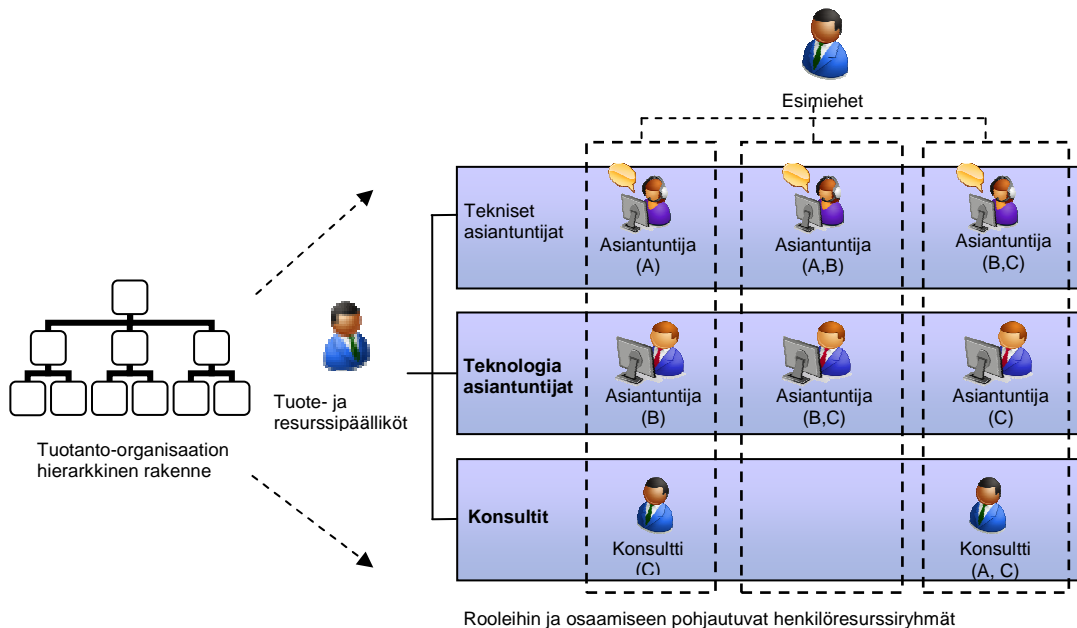 Esimiehet
Tekniset
asiantuntijat
Asiantuntija
(A)
Asiantuntija
(A,B)
Asiantuntija
(B,C)
Teknologia
asiantuntijat
Asiantuntija
(B)
Asiantuntija
(B,C)
Asiantuntija
(C)
Tuote- ja
resurssipäälliköt
Tuotanto-organisaation
hierarkkinen rakenne
Konsultit
Konsultti
(C)
Konsultti
(A, C)
Rooleihin ja osaamiseen pohjautuvat henkilöresurssiryhmät